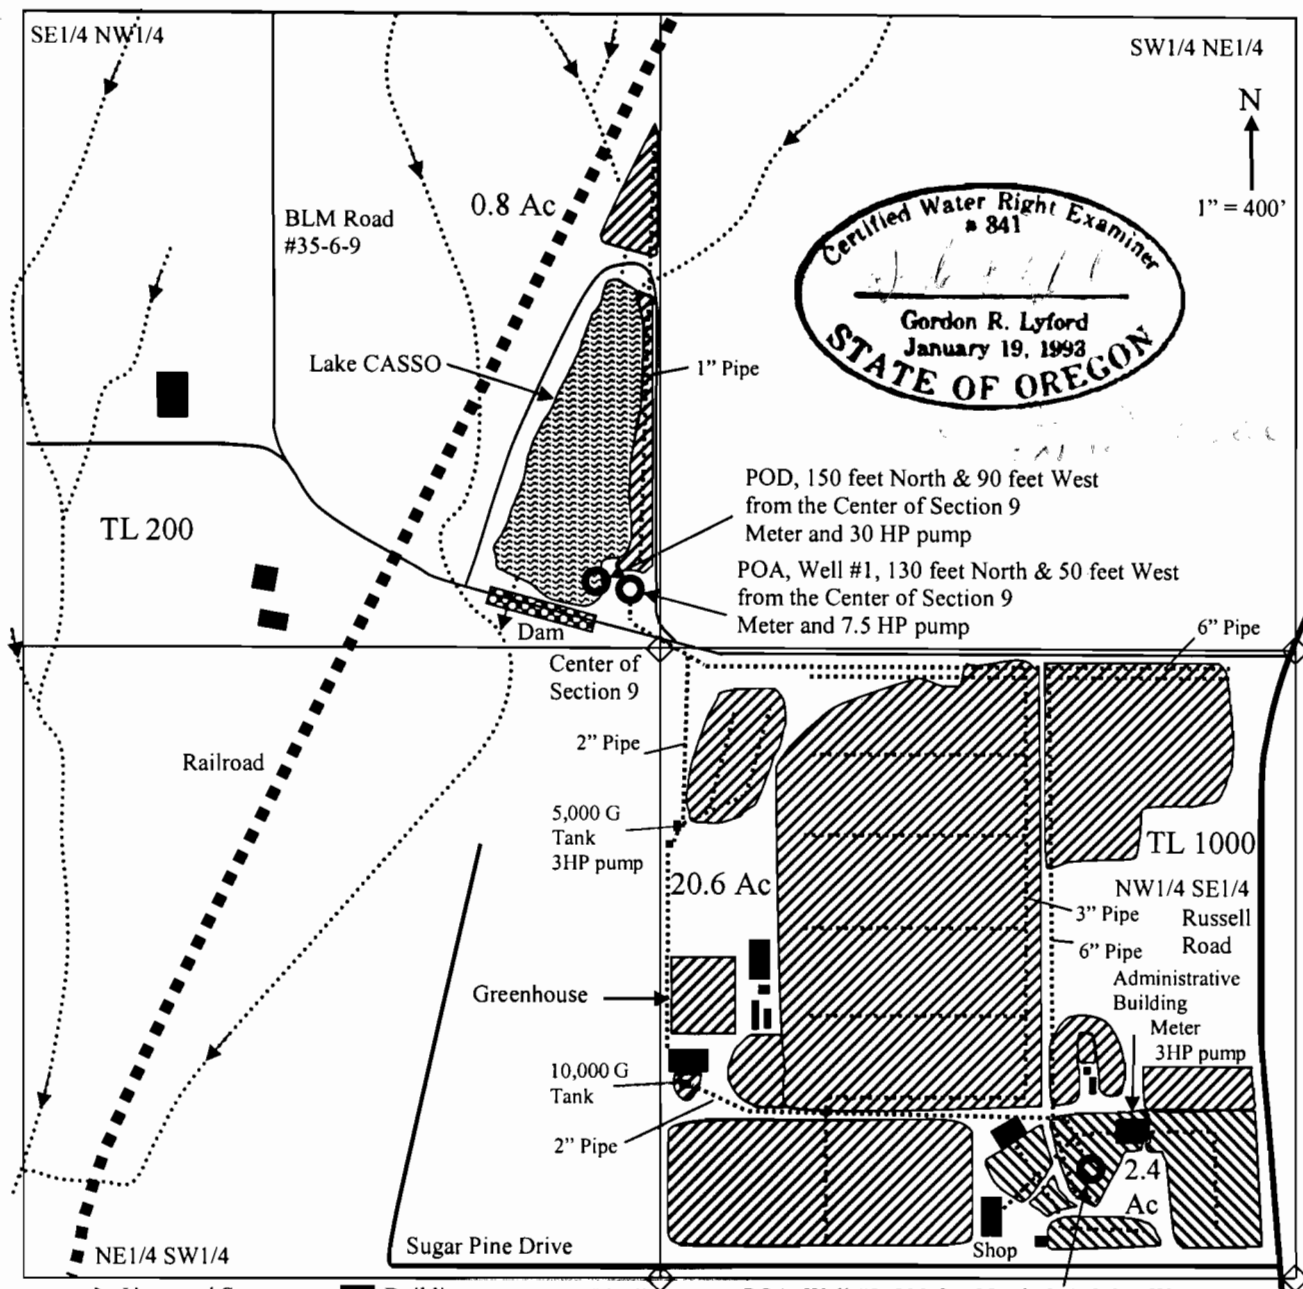 SE1/4 NW1/4
SW1/4 NE1/4
N
1" = 400'
BLM Road
#35-6-9
0.8 Ac
Certified Water Right Examiner
# 841
Gordon R. Lyford
January 19, 1993
STATE OF OREGON
Lake CASSO
1" Pipe
TL 200
POD, 150 feet North & 90 feet West
from the Center of Section 9
Meter and 30 HP pump
POA, Well #1, 130 feet North & 50 feet West
from the Center of Section 9
Meter and 7.5 HP pump
Dam
6" Pipe
Center of
Section 9
2" Pipe
Railroad
5,000 G
Tank
3HP pump
TL 1000
20.6 Ac
NW1/4 SE1/4
3" Pipe
Russell
Road
6" Pipe
Administrative
Building
Meter
3HP pump
Greenhouse
10,000 G
Tank
2" Pipe
2.4
Ac
Shop
NE1/4 SW1/4
Sugar Pine Drive